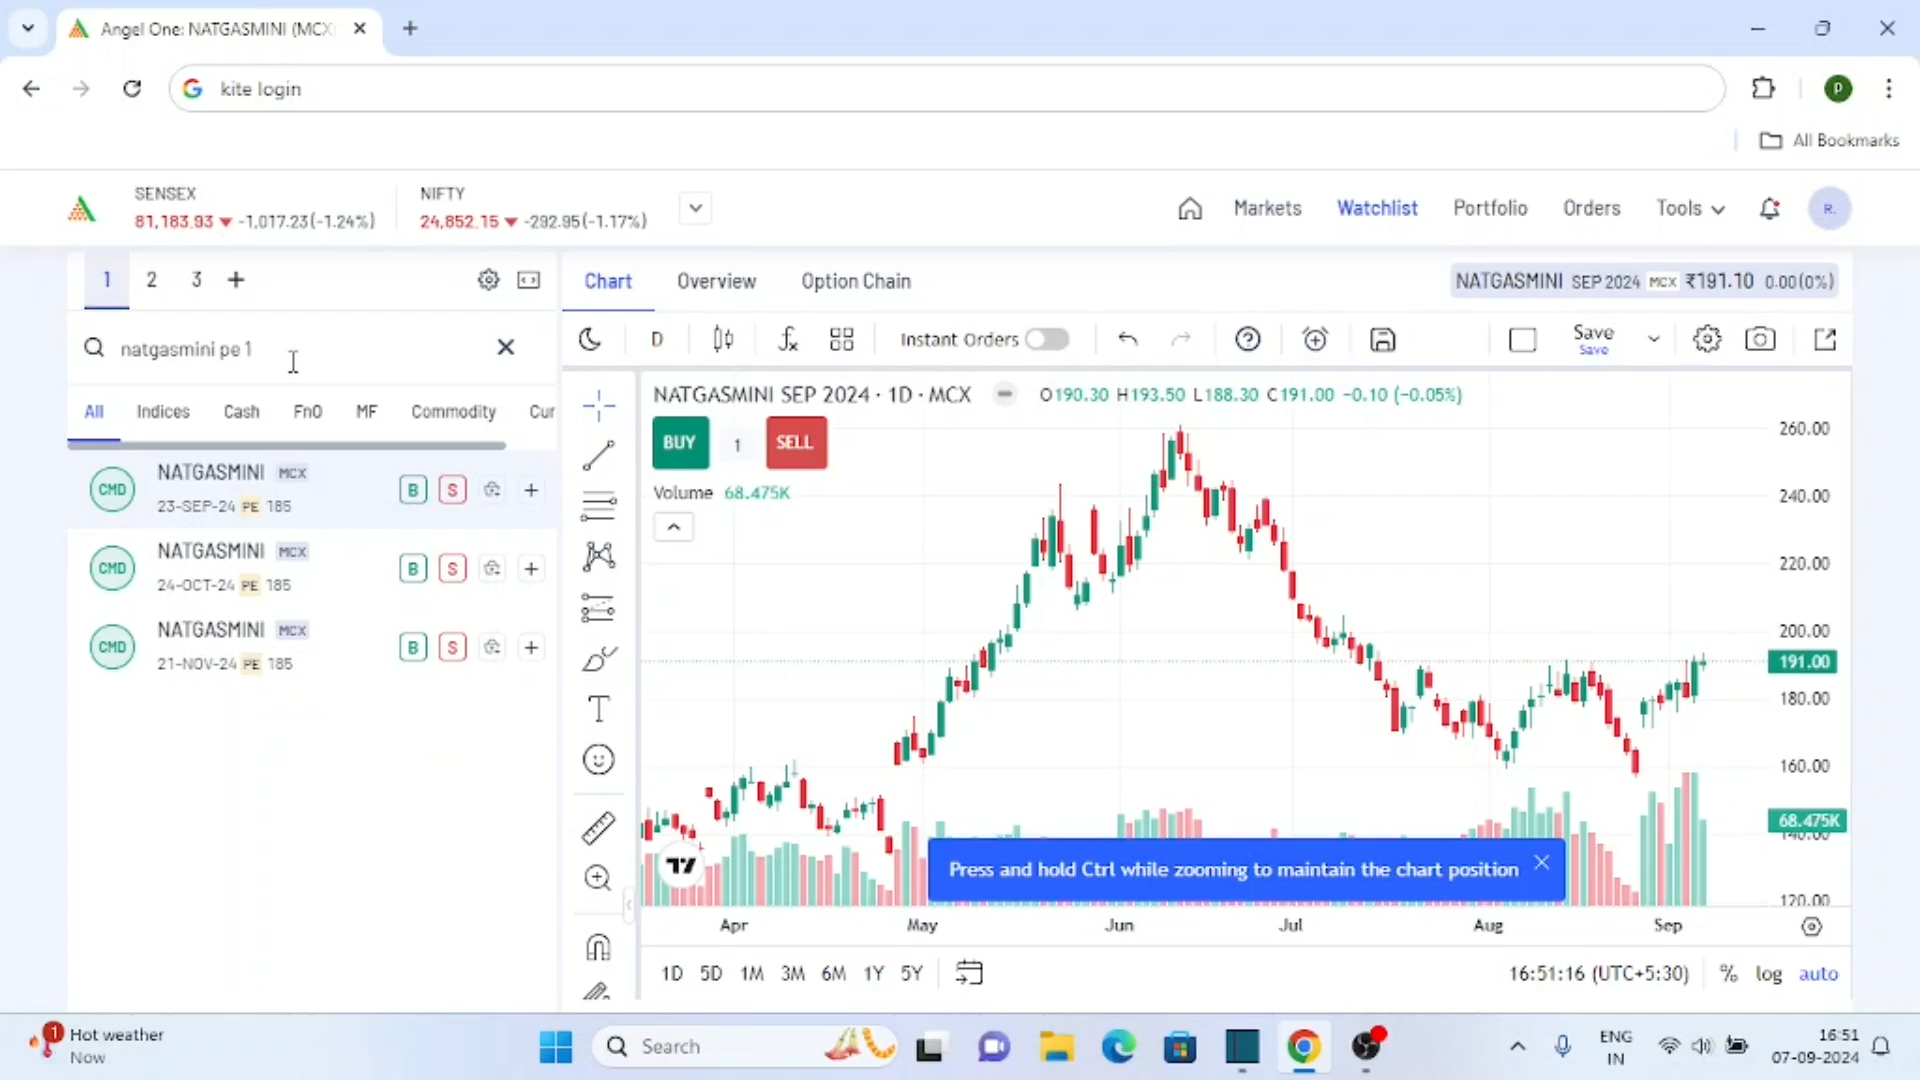 Angel One: NATGASMINI (MCX
kite login
All Bookmarks
SENSEX
81,183.93 ▼ -1,017.23(-1.24%)
NIFTY
24,852.15 ▼ -292.95(-1.17%)
Markets
Watchlist
Portfolio
Orders
Tools
R.
P
1 2 3 +
Chart
Overview
Option Chain
NATGASMINI SEP 2024 MCX ₹191.10 0.00(0%)
natgasmini pe 1
D
Instant Orders
Save
Save
All
Indices
Cash
FnO
MF
Commodity
Cur
NATGASMINI SEP 2024 · 1D · MCX
O190.30 H193.50 L188.30 C191.00 -0.10 (-0.05%)
BUY
1
SELL
Volume 68.475K
CMD
NATGASMINI MCX
23-SEP-24 PE 185
B S
CMD
NATGASMINI MCX
24-OCT-24 PE 185
B S
CMD
NATGASMINI MCX
21-NOV-24 PE 185
B S
260.00
240.00
220.00
200.00
191.00
180.00
160.00
68.475K
140.00
120.00
Press and hold Ctrl while zooming to maintain the chart position
Apr
May
Jun
Jul
Aug
Sep
1D 5D 1M 3M 6M 1Y 5Y
16:51:16 (UTC+5:30)
% log auto
1
Hot weather
Now
Search
ENG
IN
16:51
07-09-2024